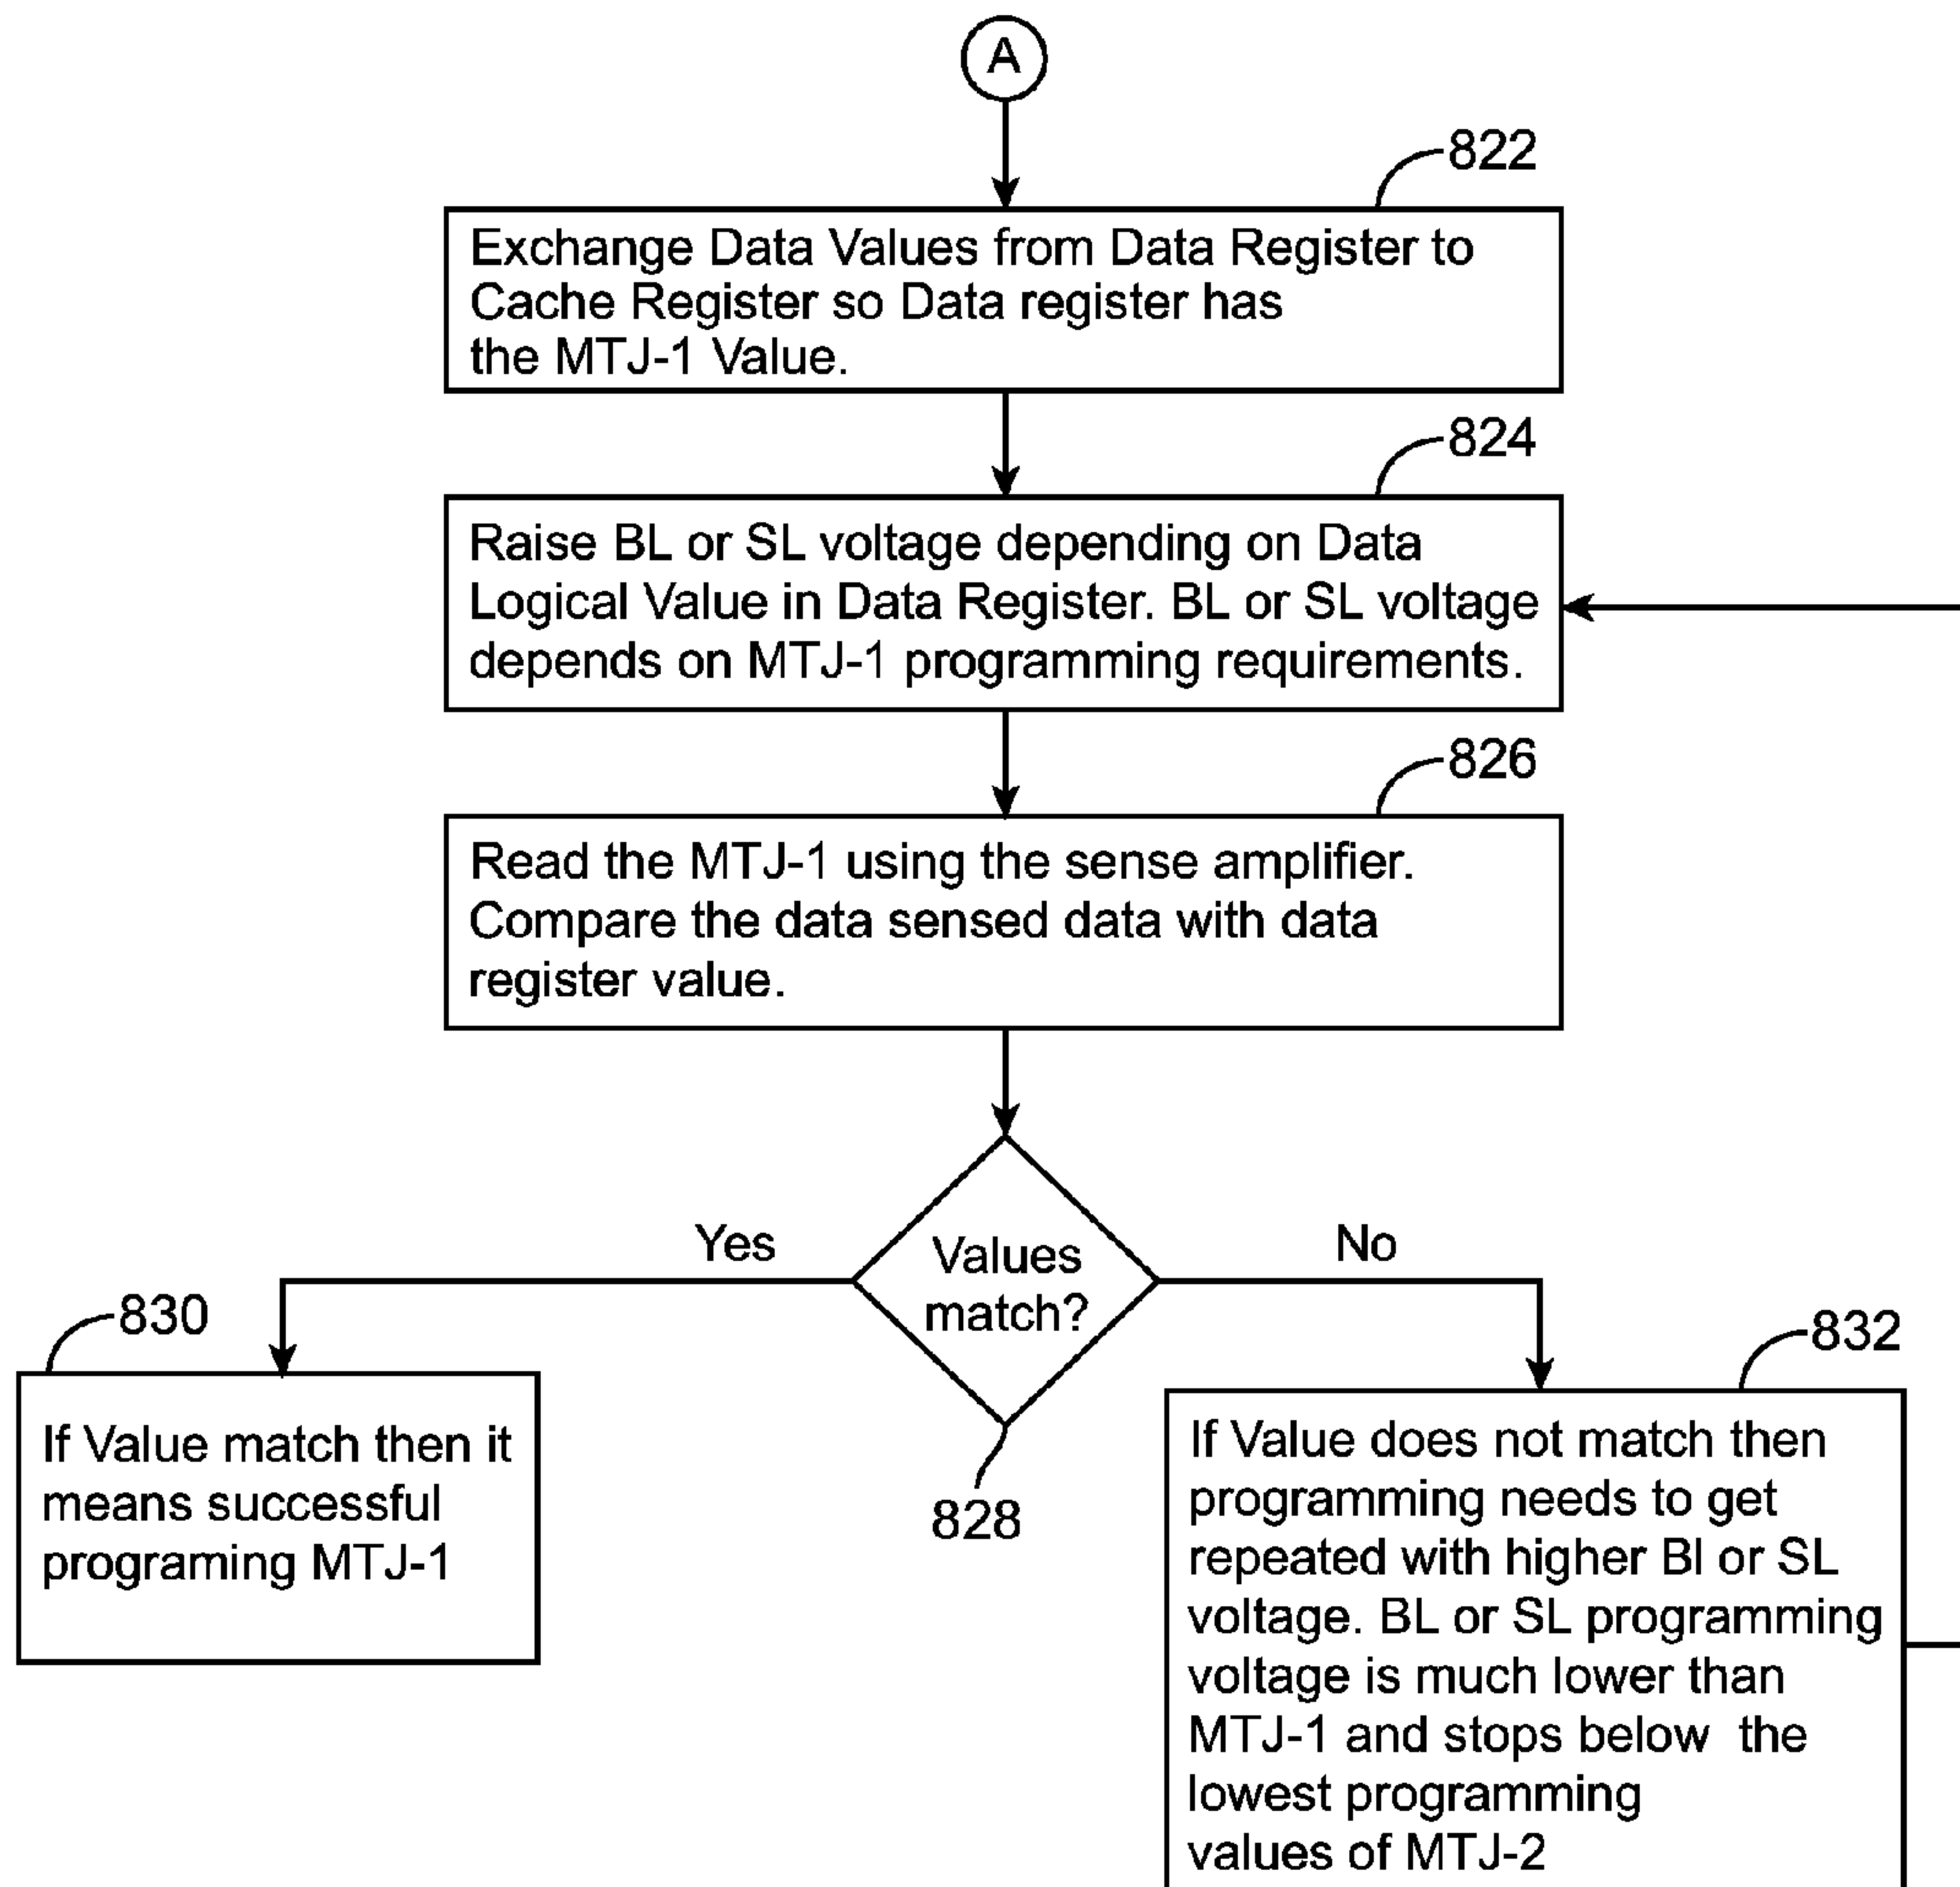 A
822
Exchange Data Values from Data Register to
Cache Register so Data register has
the MTJ-1 Value.
824
Raise BL or SL voltage depending on Data
Logical Value in Data Register. BL or SL voltage
depends on MTJ-1 programming requirements.
826
Read the MTJ-1 using the sense amplifier.
Compare the data sensed data with data
register value.
Yes
Values
match?
No
828
830
If Value match then it
means successful
programing MTJ-1
832
If Value does not match then
programming needs to get
repeated with higher Bl or SL
voltage. BL or SL programming
voltage is much lower than
MTJ-1 and stops below the
lowest programming
values of MTJ-2